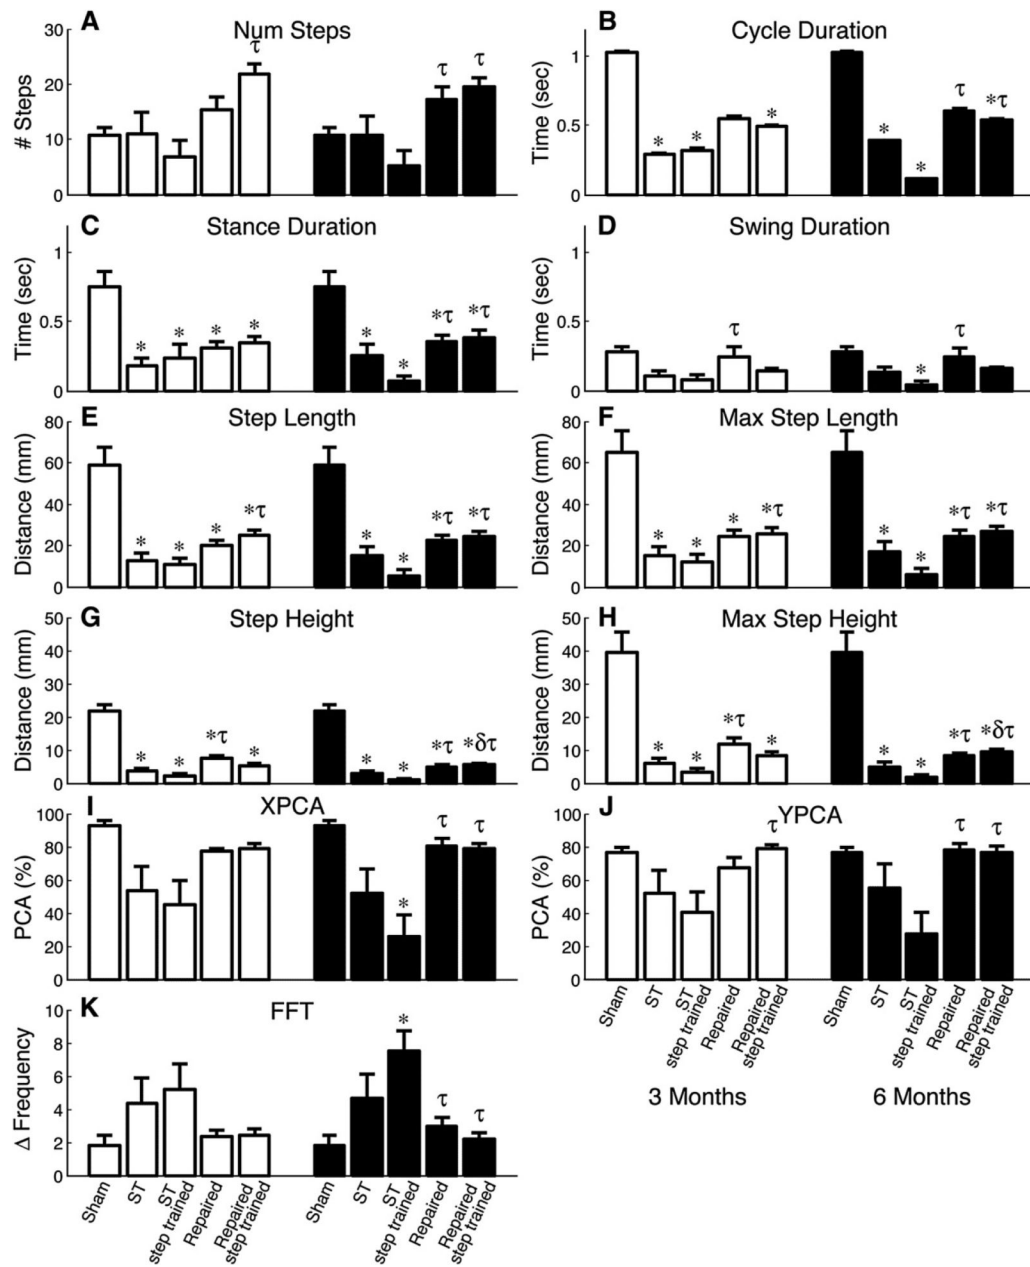 A
Num Steps
# Steps
30
20
10
0
τ
τ
τ
B
Cycle Duration
Time (sec)
1
0.5
0
*
*
*
*
*
τ
*τ
C
Stance Duration
Time (sec)
1
0.5
0
*
*
*
*
*
*
*τ
*τ
D
Swing Duration
Time (sec)
1
0.5
0
τ
*
τ
E
Step Length
Distance (mm)
80
60
40
20
0
*
*
*
*τ
*
*
*τ
*τ
F
Max Step Length
Distance (mm)
80
60
40
20
0
*
*
*
*τ
*
*
*τ
*τ
G
Step Height
Distance (mm)
50
40
30
20
10
0
*
*
*τ
*
*
*
*τ
*δτ
H
Max Step Height
Distance (mm)
50
40
30
20
10
0
*
*
*τ
*
*
*
*τ
*δτ
I
XPCA
PCA (%)
100
80
60
40
20
0
*
τ
τ
J
YPCA
PCA (%)
100
80
60
40
20
0
τ
τ
τ
Sham
ST
ST
step trained
Repaired
Repaired
step trained
Sham
ST
ST
step trained
Repaired
Repaired
step trained
3 Months
6 Months
K
FFT
Δ Frequency
10
8
6
4
2
0
*
τ
τ
Sham
ST
ST
step trained
Repaired
Repaired
step trained
Sham
ST
ST
step trained
Repaired
Repaired
step trained